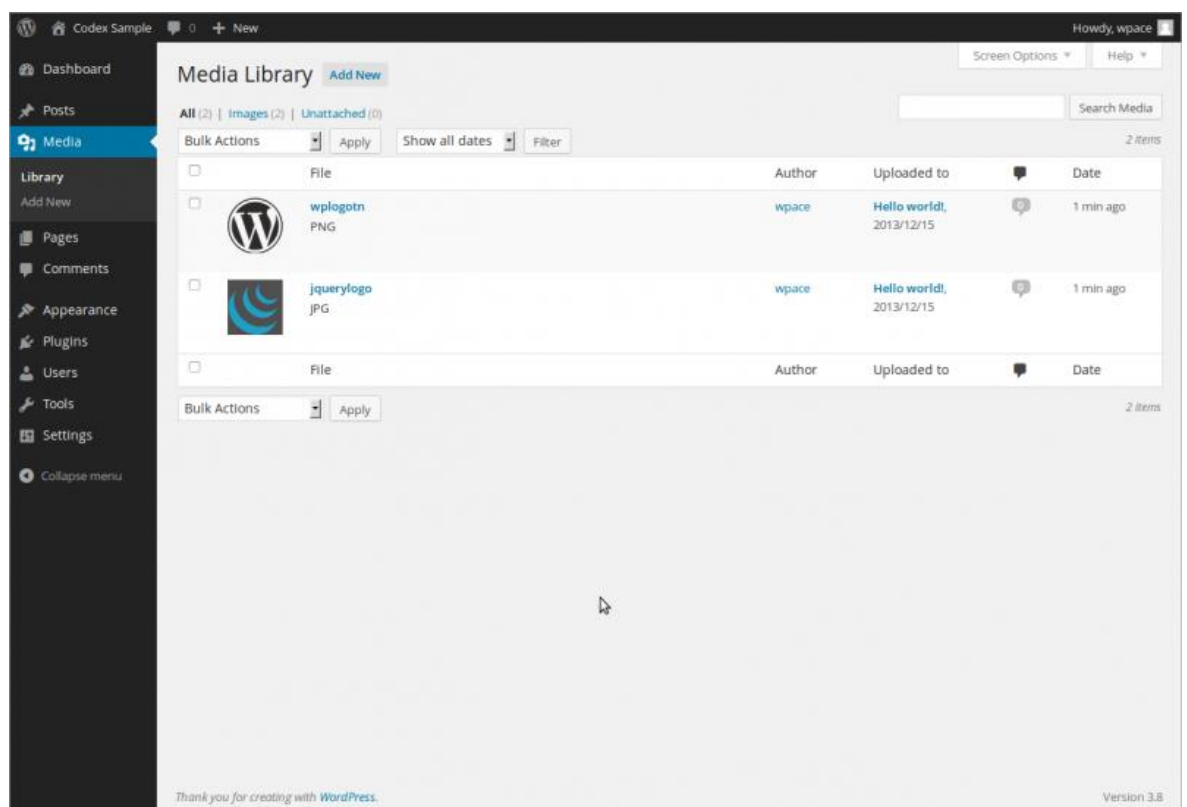 Codex Sample 0 + New Howdy, wpace
Dashboard
Posts
Media
Library
Add New
Pages
Comments
Appearance
Plugins
Users
Tools
Settings
Collapse menu
Screen Options Help
Media Library Add New
All (2) | Images (2) | Unattached (0)
Search Media
Bulk Actions Apply Show all dates Filter 2 items
File Author Uploaded to Date
wplogotn wpace Hello world!, 0 1 min ago
PNG 2013/12/15
jquerylogo wpace Hello world!, 0 1 min ago
JPG 2013/12/15
File Author Uploaded to Date
Bulk Actions Apply 2 items
Thank you for creating with WordPress. Version 3.8